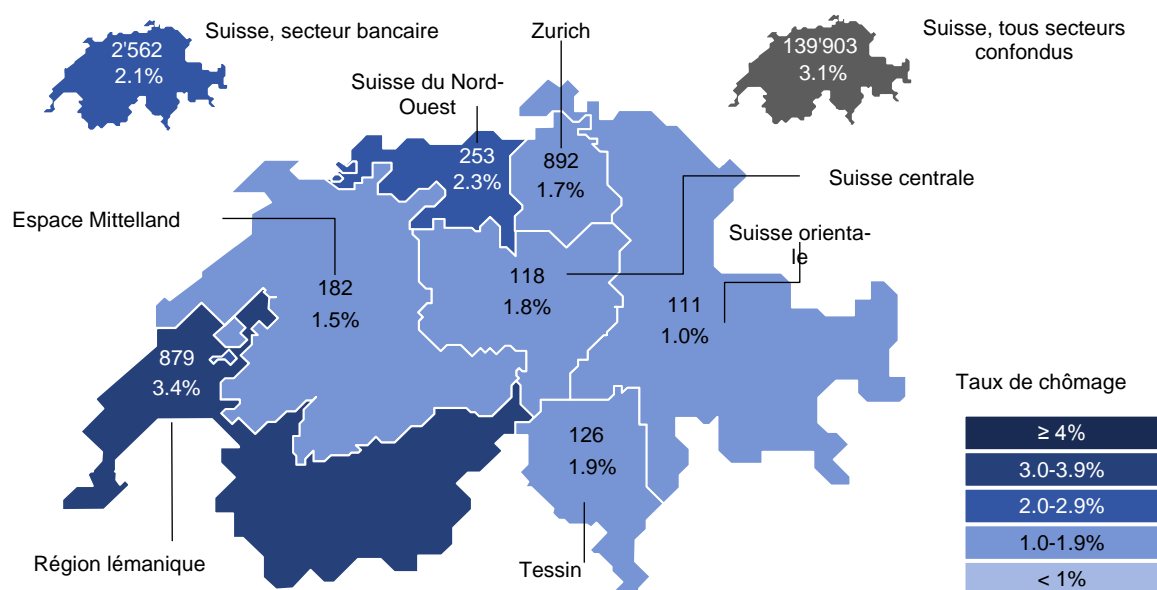 Suisse, secteur bancaire
2'562
2.1%
Zurich
Suisse, tous secteurs
confondus
139'903
3.1%
Suisse du Nord-
Ouest
253
2.3%
892
1.7%
Suisse centrale
Espace Mittelland
Suisse orienta-
le
118
1.8%
182
1.5%
111
1.0%
879
3.4%
126
1.9%
Région lémanique
Tessin
Taux de chômage
≥ 4%
3.0-3.9%
2.0-2.9%
1.0-1.9%
< 1%